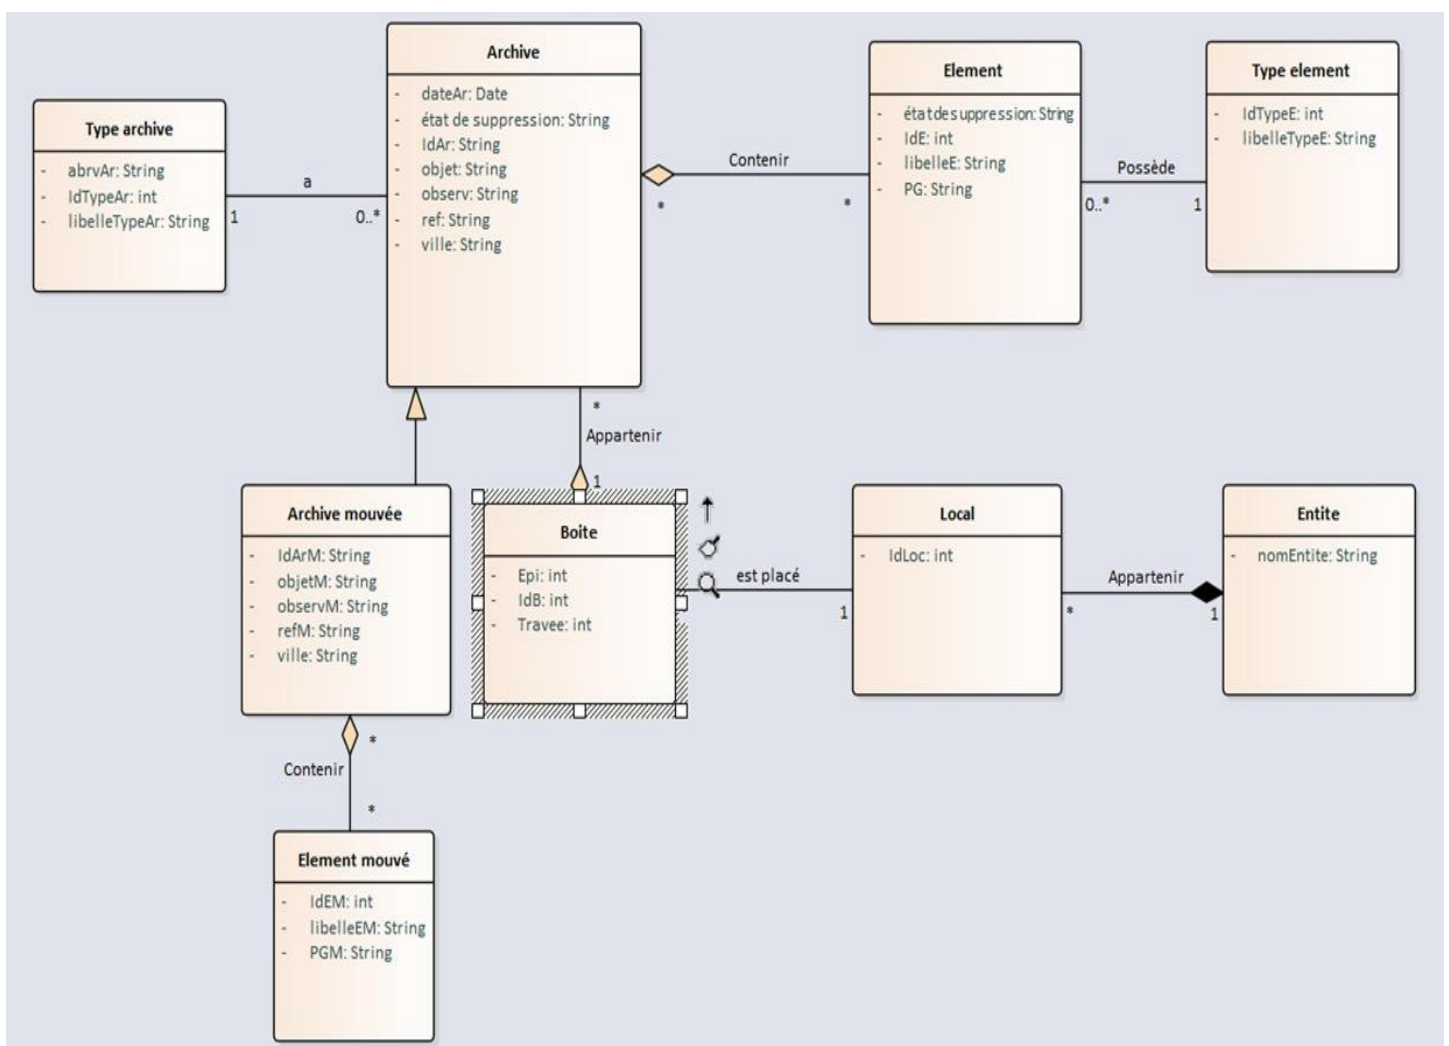 Type archive
- abrvAr: String
- IdTypeAr: int
- libelleTypeAr: String
a
1
0..*
Archive
- dateAr: Date
- état de suppression: String
- IdAr: String
- objet: String
- observ: String
- ref: String
- ville: String
Contenir
*
*
Element
- état de suppression: String
- IdE: int
- libelleE: String
- PG: String
Possède
0..*
1
Type element
- IdTypeE: int
- libelleTypeE: String
*
Appartenir
1
Archive mouvée
- IdArM: String
- objetM: String
- observM: String
- refM: String
- ville: String
Boite
- Epi: int
- IdB: int
- Travee: int
est placé
1
Local
- IdLoc: int
Appartenir
*
1
Entite
- nomEntite: String
*
Contenir
*
Element mouvé
- IdEM: int
- libelleEM: String
- PGM: String